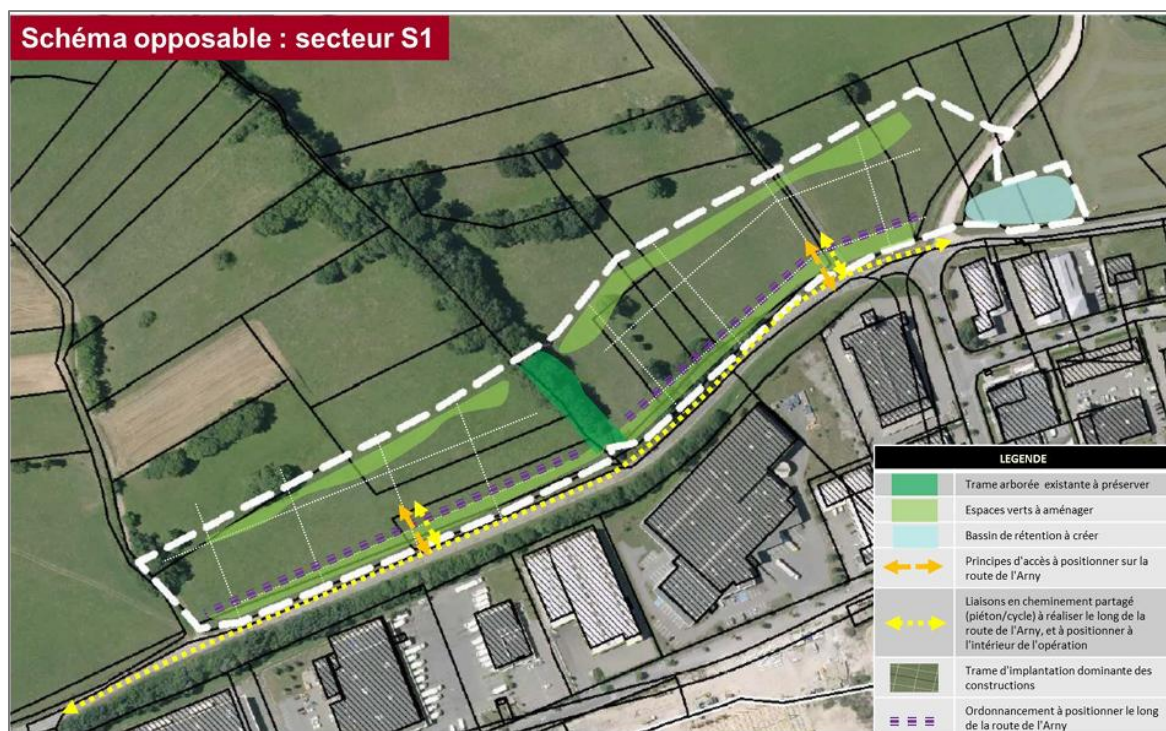 Schéma opposable : secteur S1
LEGENDE
Trame arborée existante à préserver
Espaces verts à aménager
Bassin de rétention à créer
Principes d'accès à positionner sur la
route de l'Arny
Liaisons en cheminement partagé
(piéton/cycle) à réaliser le long de la
route de l'Arny, et à positionner à
l'intérieur de l'opération
Trame d'implantation dominante des
constructions
Ordonnancement à positionner le long
de la route de l'Arny